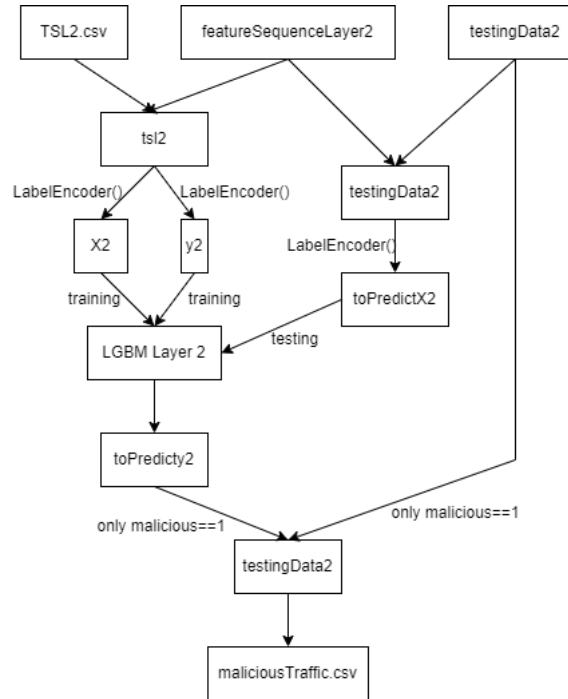 TSL2.csv
featureSequenceLayer2
testingData2
tsl2
LabelEncoder()
LabelEncoder()
testingData2
X2
y2
LabelEncoder()
training
training
toPredictX2
testing
LGBM Layer 2
toPredicty2
only malicious==1
only malicious==1
testingData2
maliciousTraffic.csv